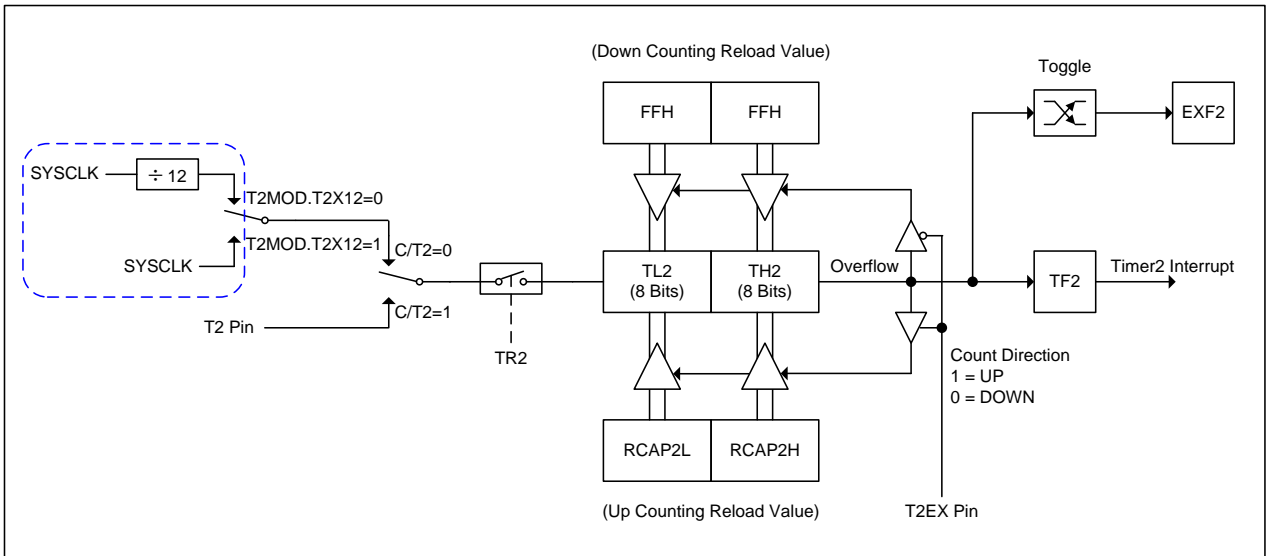 (Down Counting Reload Value)
Toggle
FFH
FFH
EXF2
SYSCLK
÷ 12
T2MOD.T2X12=0
T2MOD.T2X12=1
C/T2=0
SYSCLK
TL2
(8 Bits)
TH2
(8 Bits)
Overflow
TF2
Timer2 Interrupt
C/T2=1
T2 Pin
TR2
Count Direction
1 = UP
0 = DOWN
RCAP2L
RCAP2H
(Up Counting Reload Value)
T2EX Pin